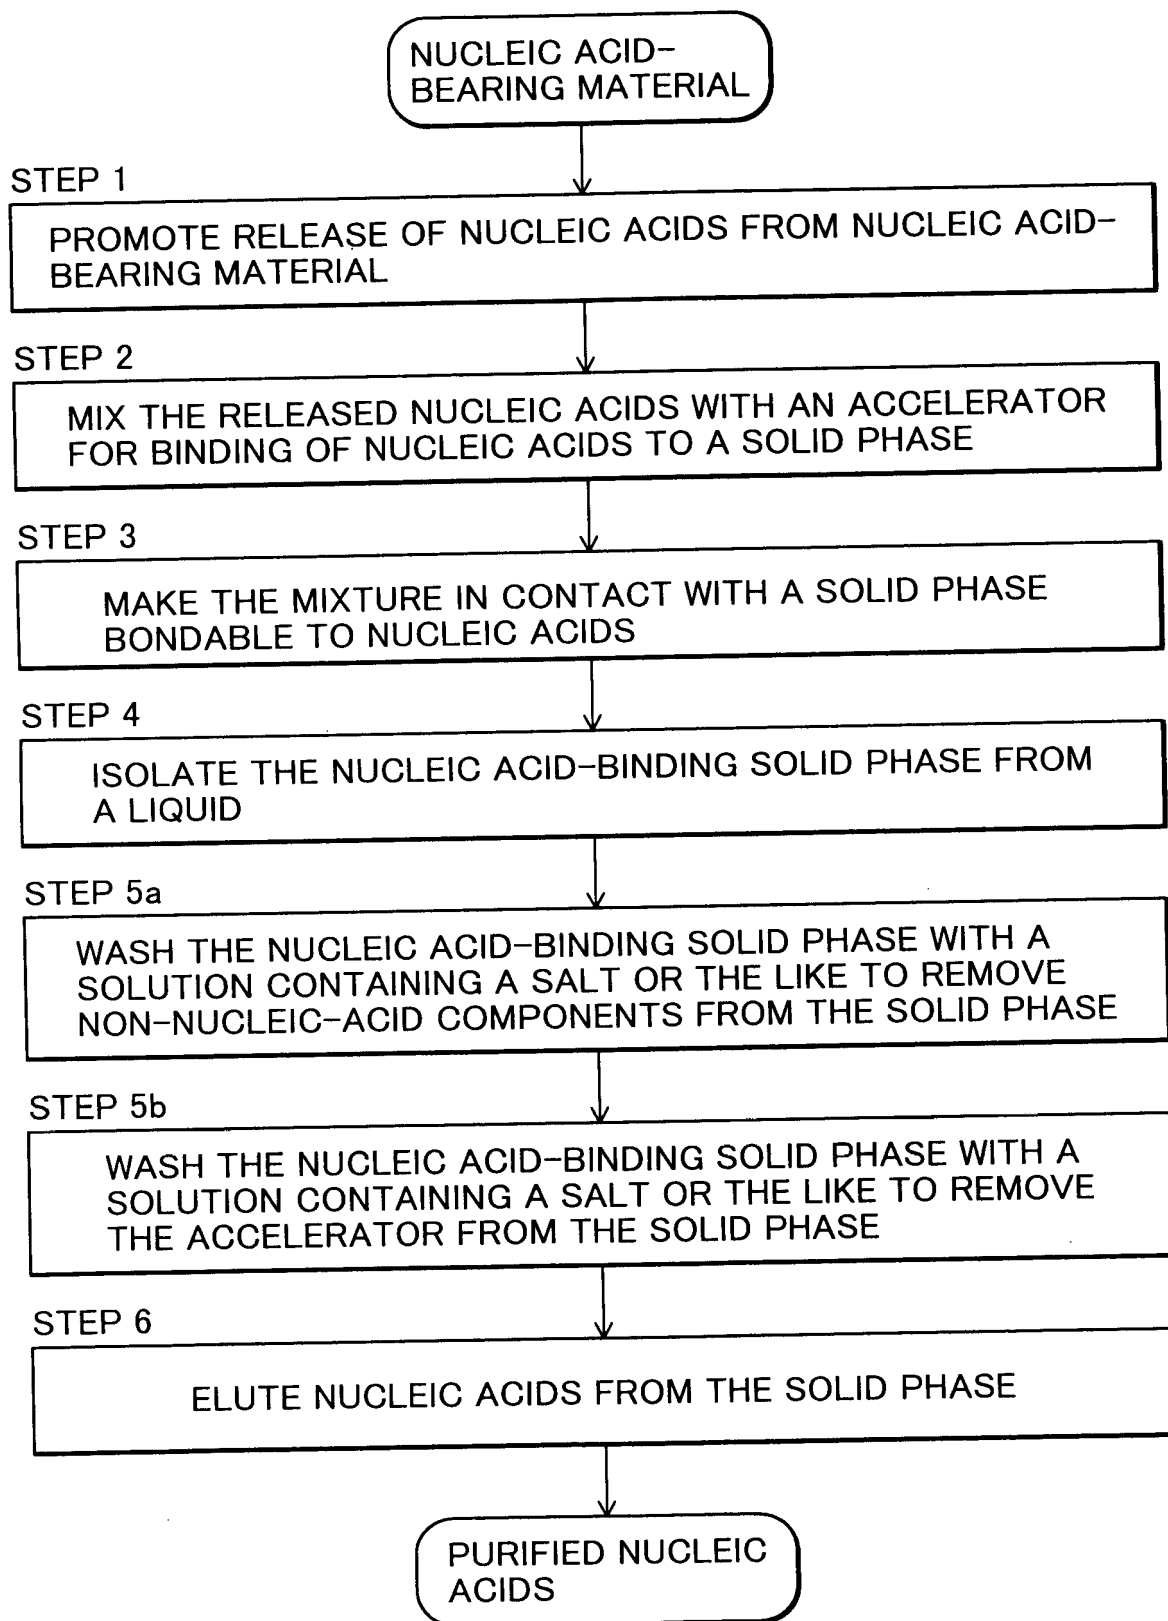 NUCLEIC ACID-
BEARING MATERIAL
STEP 1
PROMOTE RELEASE OF NUCLEIC ACIDS FROM NUCLEIC ACID-
BEARING MATERIAL
STEP 2
MIX THE RELEASED NUCLEIC ACIDS WITH AN ACCELERATOR
FOR BINDING OF NUCLEIC ACIDS TO A SOLID PHASE
STEP 3
MAKE THE MIXTURE IN CONTACT WITH A SOLID PHASE
BONDABLE TO NUCLEIC ACIDS
STEP 4
ISOLATE THE NUCLEIC ACID-BINDING SOLID PHASE FROM
A LIQUID
STEP 5a
WASH THE NUCLEIC ACID-BINDING SOLID PHASE WITH A
SOLUTION CONTAINING A SALT OR THE LIKE TO REMOVE
NON-NUCLEIC-ACID COMPONENTS FROM THE SOLID PHASE
STEP 5b
WASH THE NUCLEIC ACID-BINDING SOLID PHASE WITH A
SOLUTION CONTAINING A SALT OR THE LIKE TO REMOVE
THE ACCELERATOR FROM THE SOLID PHASE
STEP 6
ELUTE NUCLEIC ACIDS FROM THE SOLID PHASE
PURIFIED NUCLEIC
ACIDS